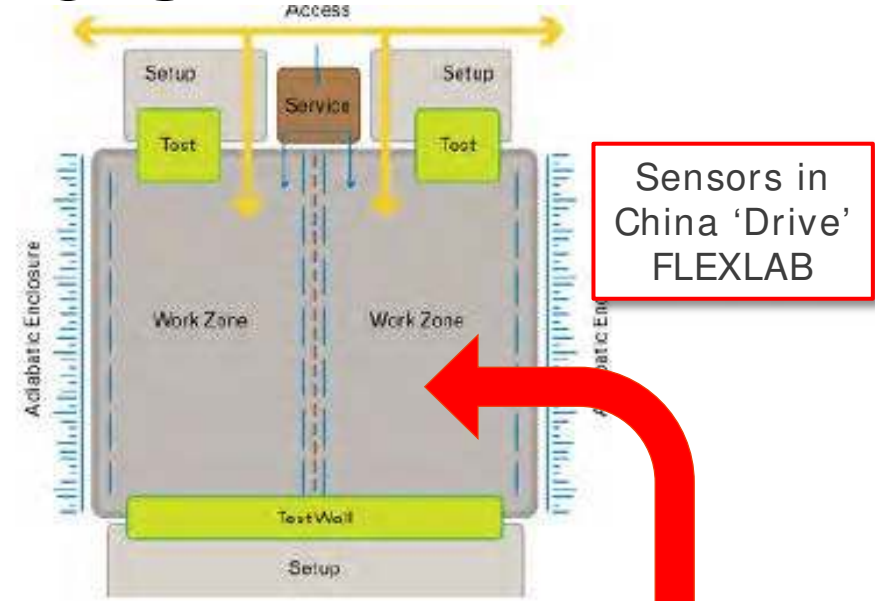 Access
Setup
Setup
Service
Test
Test
Sensors in
China ‘Drive’
FLEXLAB
Adiabatic Enclosure
Work Zone
Work Zone
Test Wall
Setup